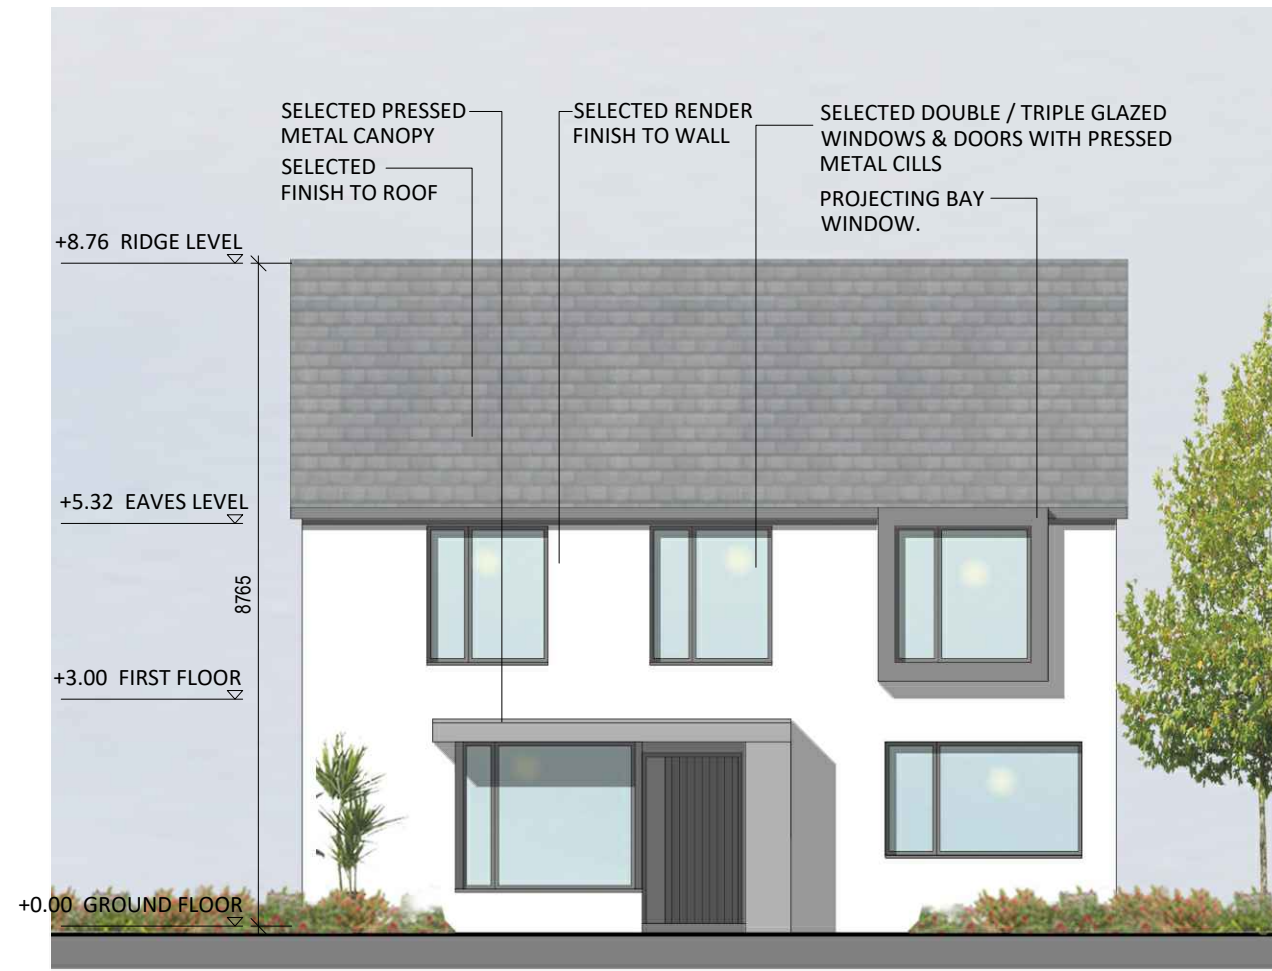 SELECTED PRESSED
METAL CANOPY
SELECTED
FINISH TO ROOF
SELECTED RENDER
FINISH TO WALL
SELECTED DOUBLE / TRIPLE GLAZED
WINDOWS & DOORS WITH PRESSED
METAL CILLS
PROJECTING BAY
WINDOW.
+8.76 RIDGE LEVEL
+5.32 EAVES LEVEL
8765
+3.00 FIRST FLOOR
+0.00 GROUND FLOOR